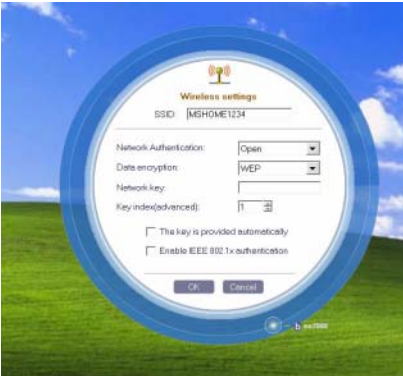 Wireless settings
SSID: MSHOME1234
Network Authentication: Open
Data encryption: WEP
Network key:
Key index(advanced): 1
The key is provided automatically
Enable IEEE 802.1x authentication
OK Cancel
b